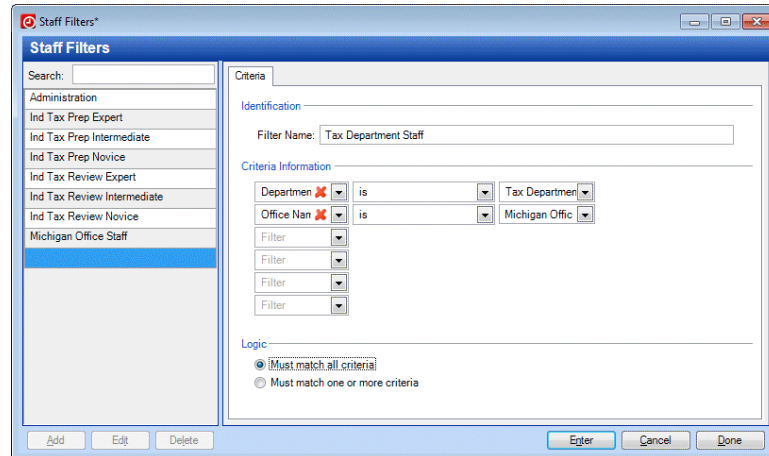 Staff Filters*
Staff Filters
Search:
Administration
Ind Tax Prep Expert
Ind Tax Prep Intermediate
Ind Tax Prep Novice
Ind Tax Review Expert
Ind Tax Review Intermediate
Ind Tax Review Novice
Michigan Office Staff
Criteria
Identification
Filter Name: Tax Department Staff
Criteria Information
Departmen is Tax Departmen
Office Nan is Michigan Offic
Filter
Filter
Filter
Filter
Logic
Must match all criteria
Must match one or more criteria
Add Edit Delete Enter Cancel Done